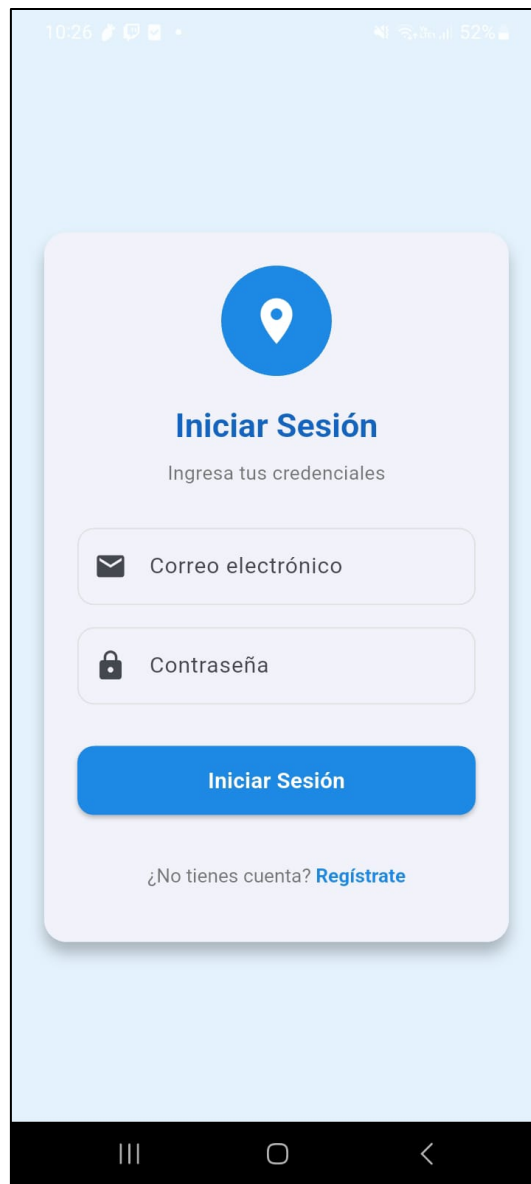 10:26 52%
Iniciar Sesión
Ingresa tus credenciales
Correo electrónico
Contraseña
Iniciar Sesión
¿No tienes cuenta? Regístrate